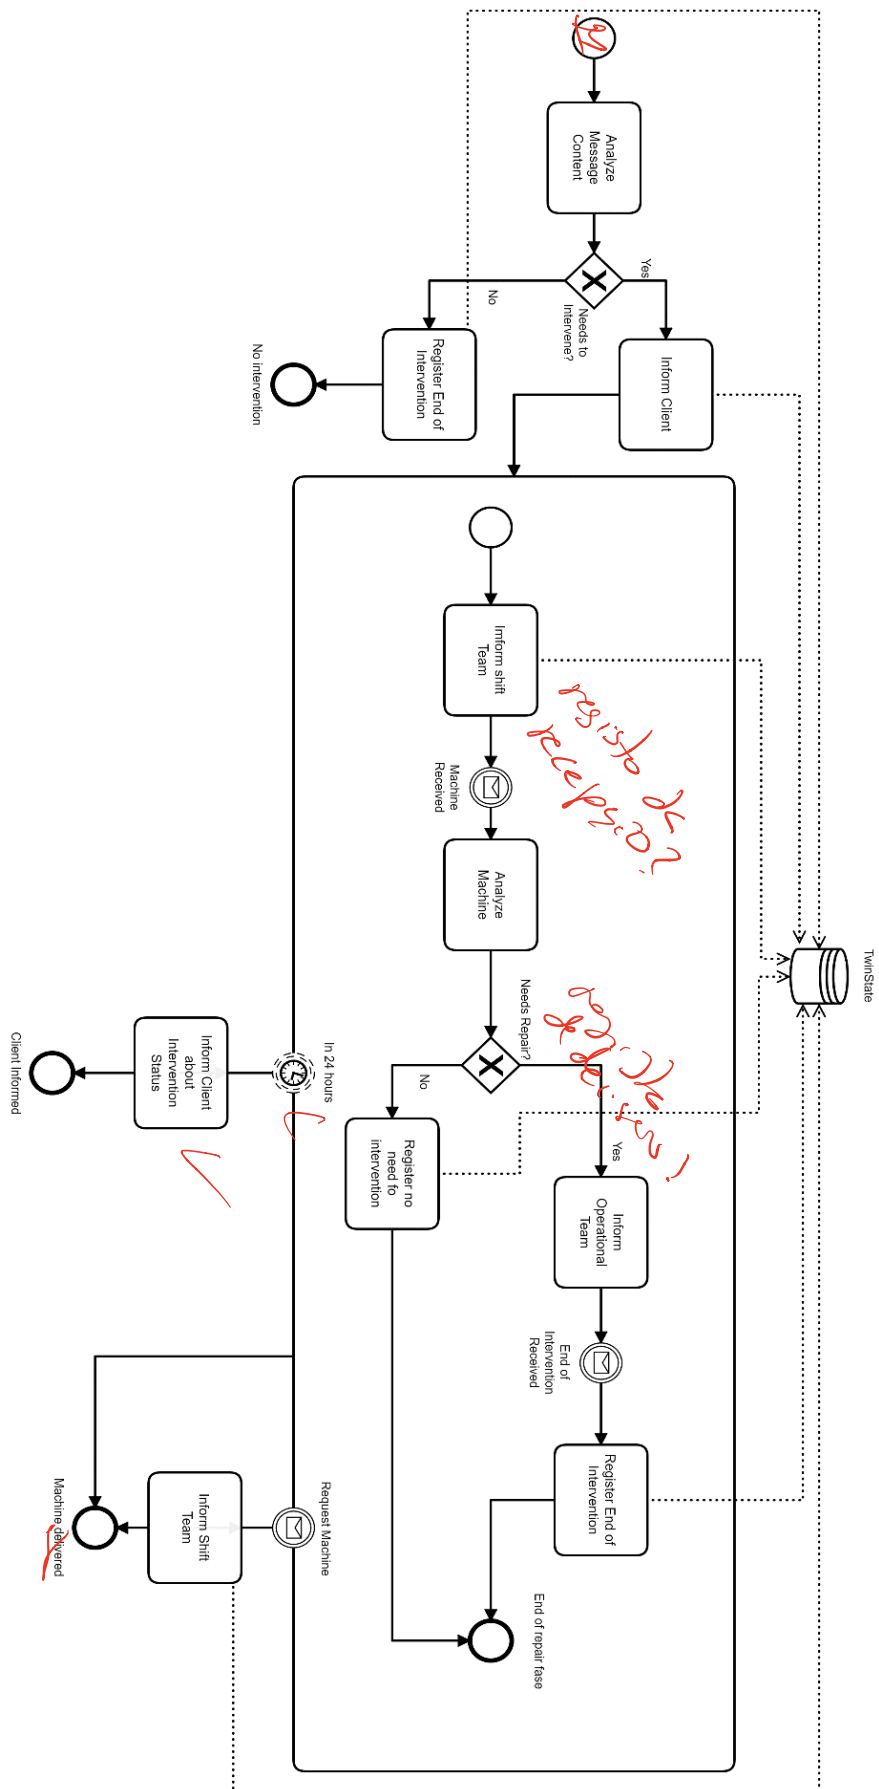 Analyze
Message
Content
Yes
No
Needs to
Intervene?
Inform Client
Register End of
Intervention
No intervention
TwinState
Imform shift
Team
registo de
recepção?
Machine
Received
Analyze
Machine
Needs Repair?
Yes
No
Inform
Operational
Team
Register no
need fo
intervention
End of
Intervention
Received
Register End of
Intervention
End of repair fase
In 24 hours
Inform Client
about
Intervention
Status
Client Informed
Request Machine
Inform Shift
Team
Machine delivered